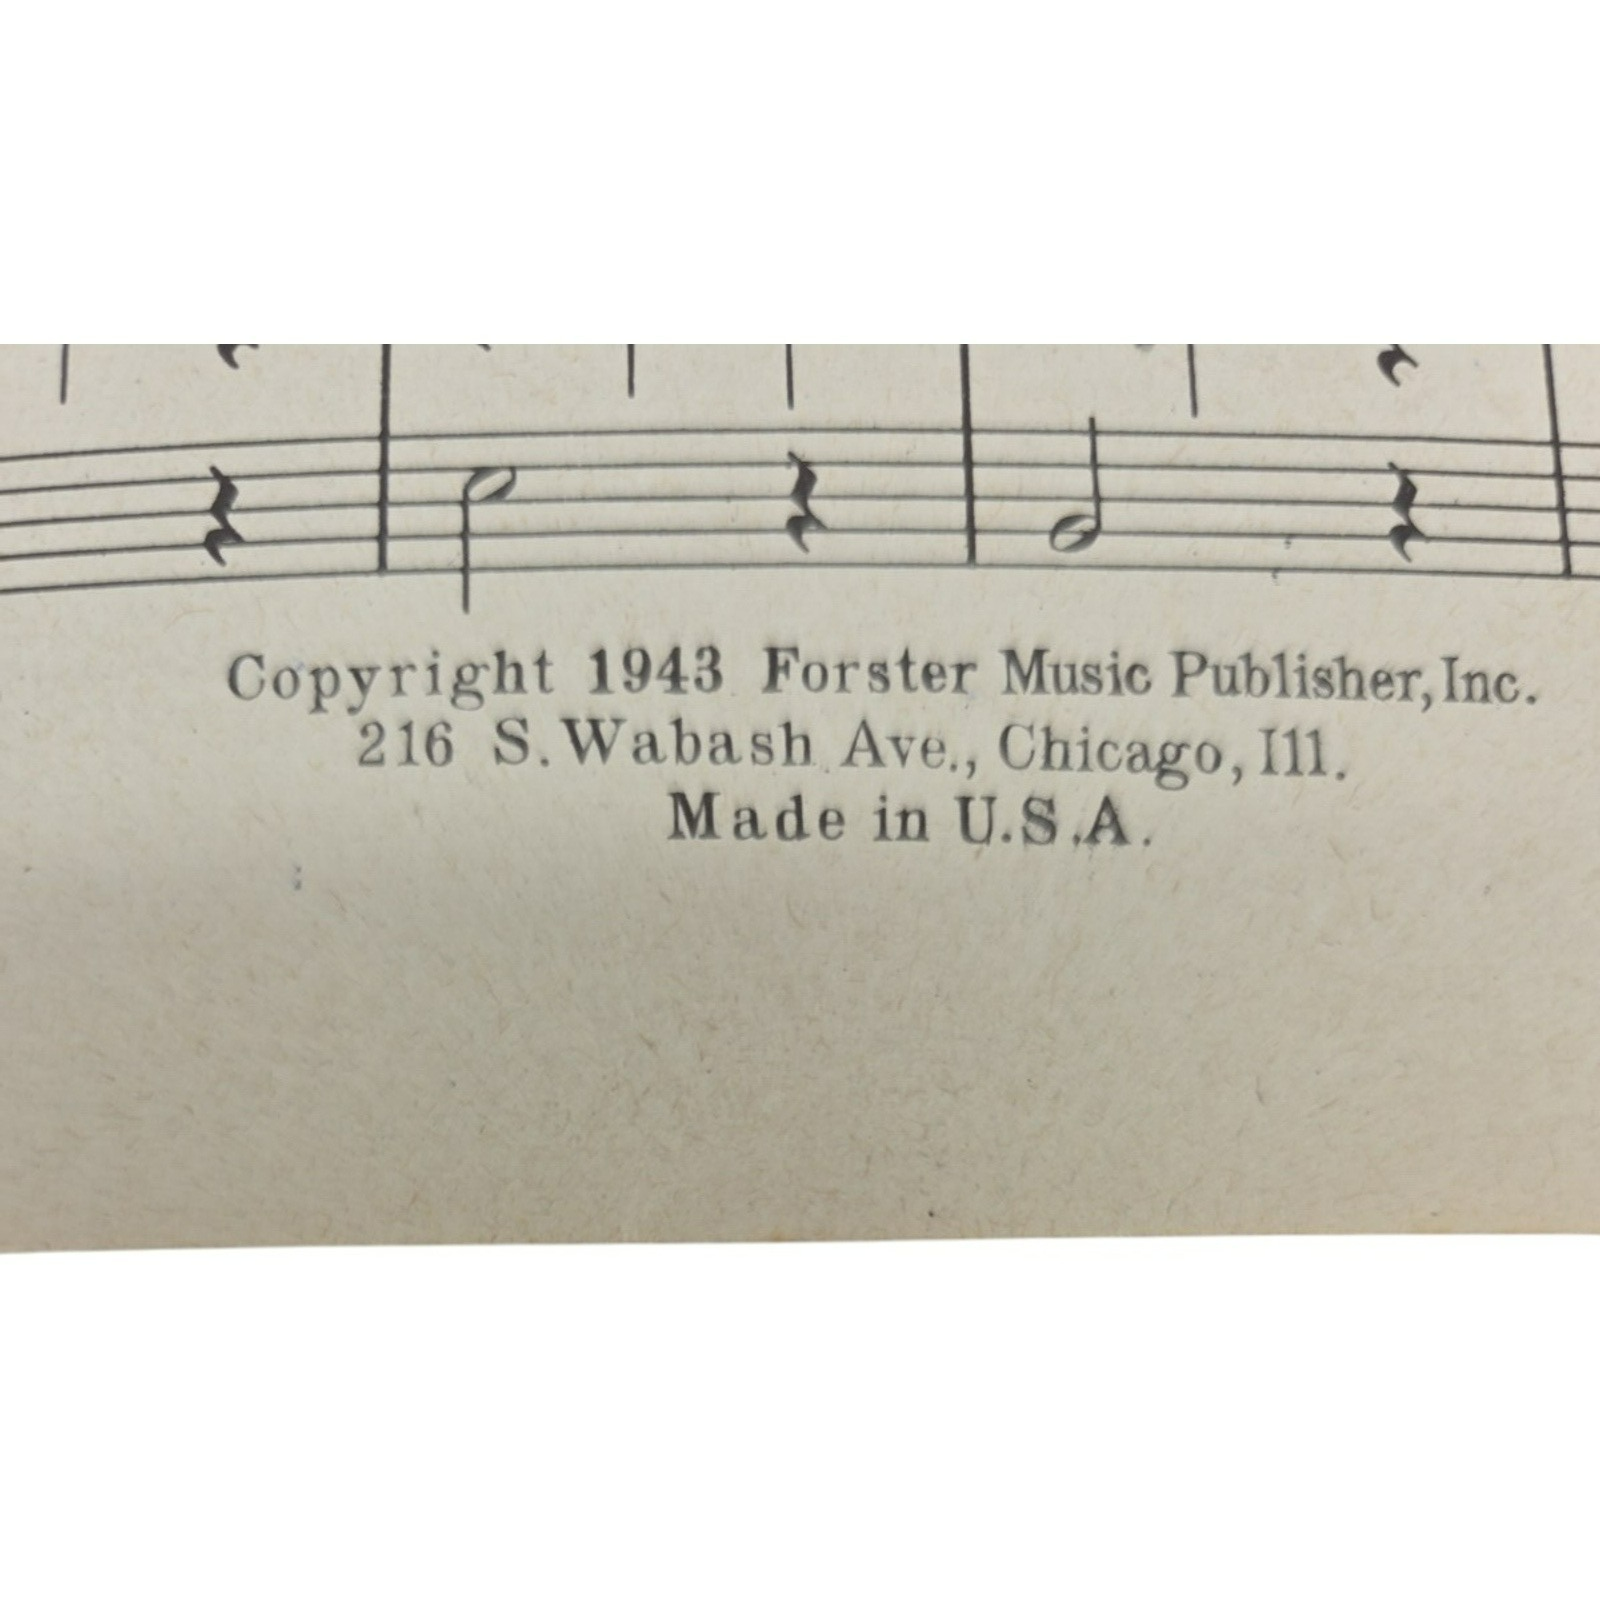 Copyright 1943 Forster Music Publisher, Inc.
216 S. Wabash Ave., Chicago, Ill.
Made in U.S.A.